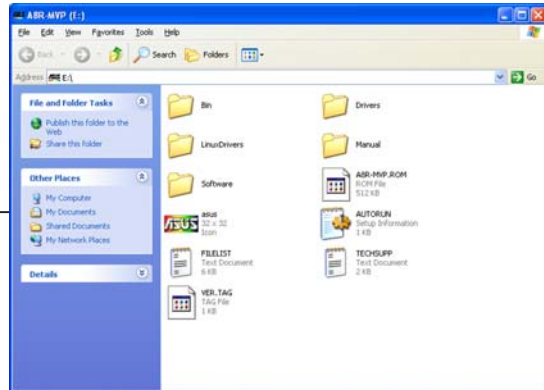 A8R-MVP (E:)
File Edit View Favorites Tools Help
Back Search Folders
Address E:\ Go
File and Folder Tasks
Publish this folder to the
Web
Share this folder
Other Places
My Computer
My Documents
Shared Documents
My Network Places
Details
Bin
Drivers
LinuxDrivers
Manual
Software
A8R-MVP.ROM
ROM File
512 KB
asus
32 x 32
Icon
AUTORUN
Setup Information
1 KB
FILELIST
Text Document
6 KB
TECHSUPP
Text Document
2 KB
VER.TAG
TAG File
1 KB
ASUS